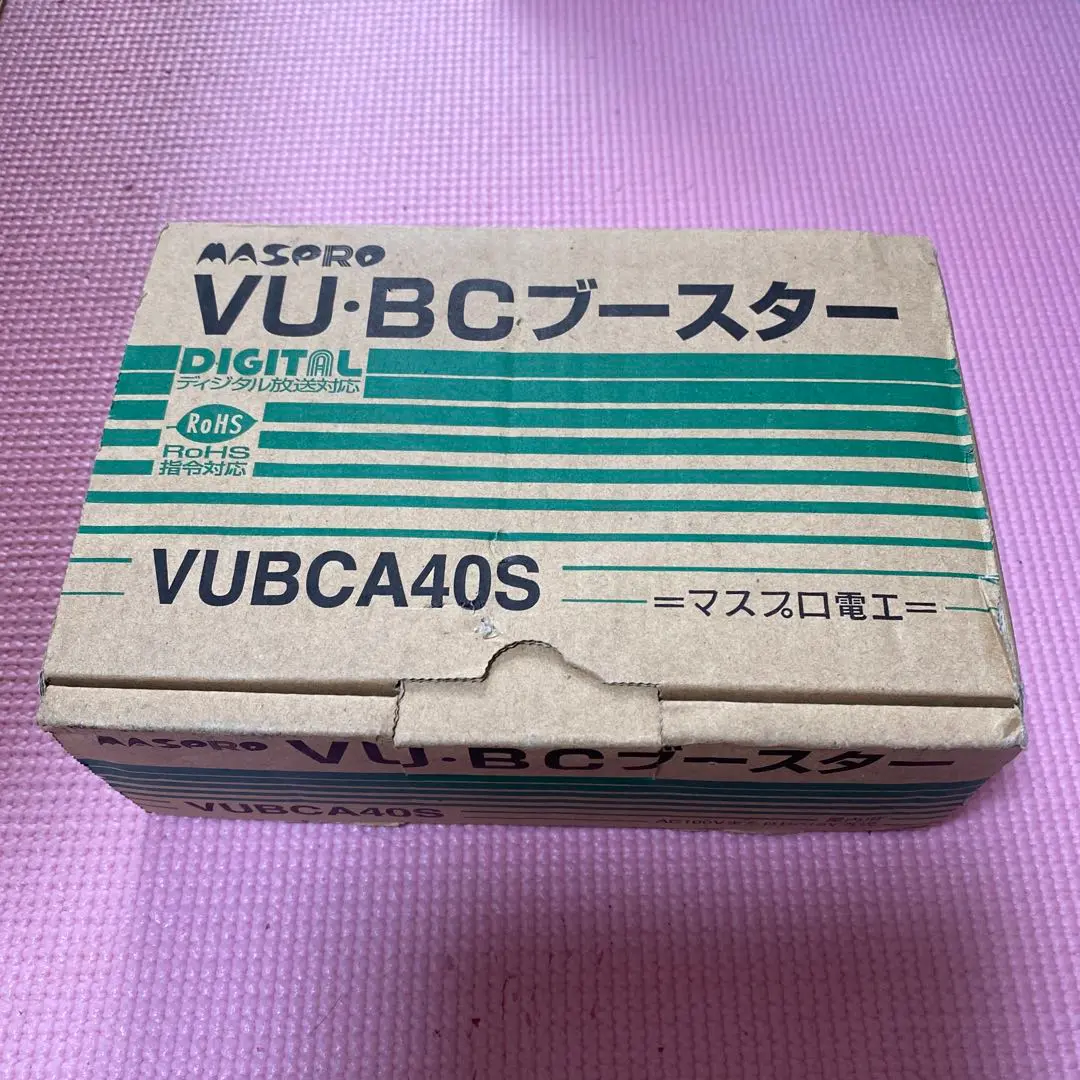 MASPRO
VU・BCブースター
DIGITAL
ディジタル放送対応
RoHS
RoHS
指令対応
VUBCA40S
=マスプロ電工=
MASPRO VU・BCブースター
VUBCA40S
AC100V